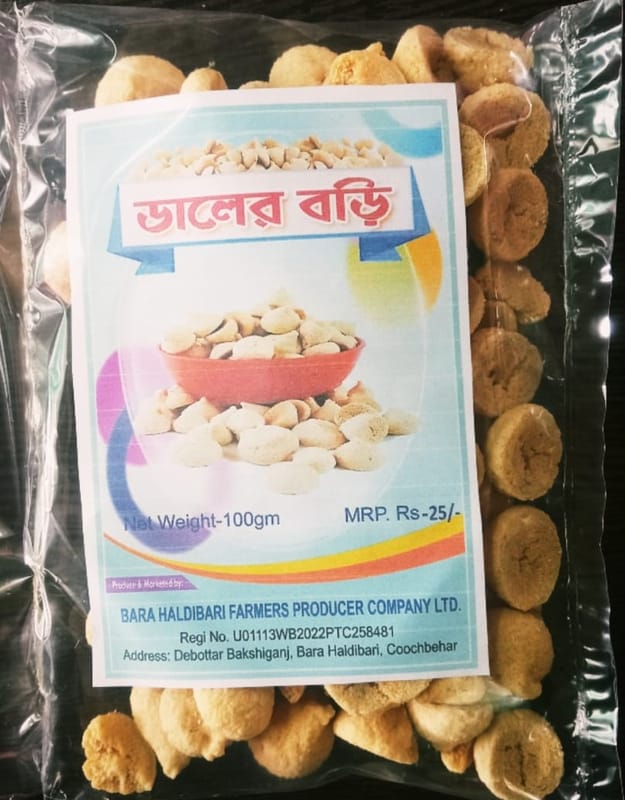 ডালের বড়ি
Net Weight-100gm
MRP. Rs-25/-
Produce & Marketed by:
BARA HALDIBARI FARMERS PRODUCER COMPANY LTD.
Regi No. U01113WB2022PTC258481
Address: Debottar Bakshiganj, Bara Haldibari, Coochbehar